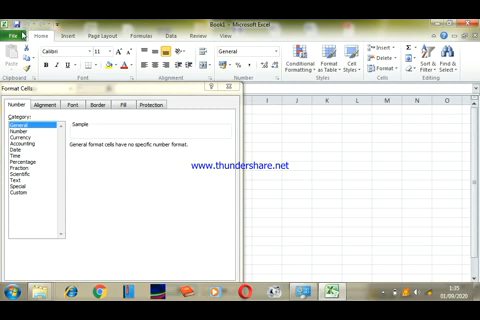 Book1 - Microsoft Excel
File Home Insert Page Layout Formulas Data Review View
Calibri 11 General Insert
Delete
Format
Paste Conditional Formatting Format as Table Cell Styles Sort & Filter Find & Select
Clipboard Font Alignment Number Styles Cells Editing
Format Cells
Number Alignment Font Border Fill Protection
Category:
General
Number
Currency
Accounting
Date
Time
Percentage
Fraction
Scientific
Text
Special
Custom
Sample
General format cells have no specific number format.
I J K L M N O
www.thundershare.net
1:35
01/09/2020